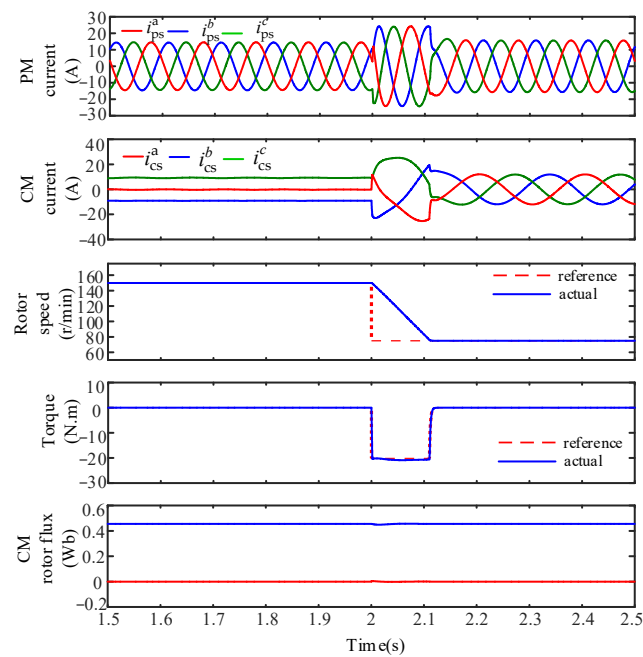 30
20
10
0
−10
−20
−30
PM
current
(A)
i_ps^a i_ps^b i_ps^c
40
20
0
−20
−40
CM
current
(A)
i_cs^a i_cs^b i_cs^c
160
140
120
100
80
60
Rotor
speed
(r/min)
reference
actual
10
0
−10
−20
−30
Torque
(N.m)
reference
actual
0.6
0.4
0
−0.2
CM
rotor flux
(Wb)
1.5 1.6 1.7 1.8 1.9 2 2.1 2.2 2.3 2.4 2.5
Time(s)